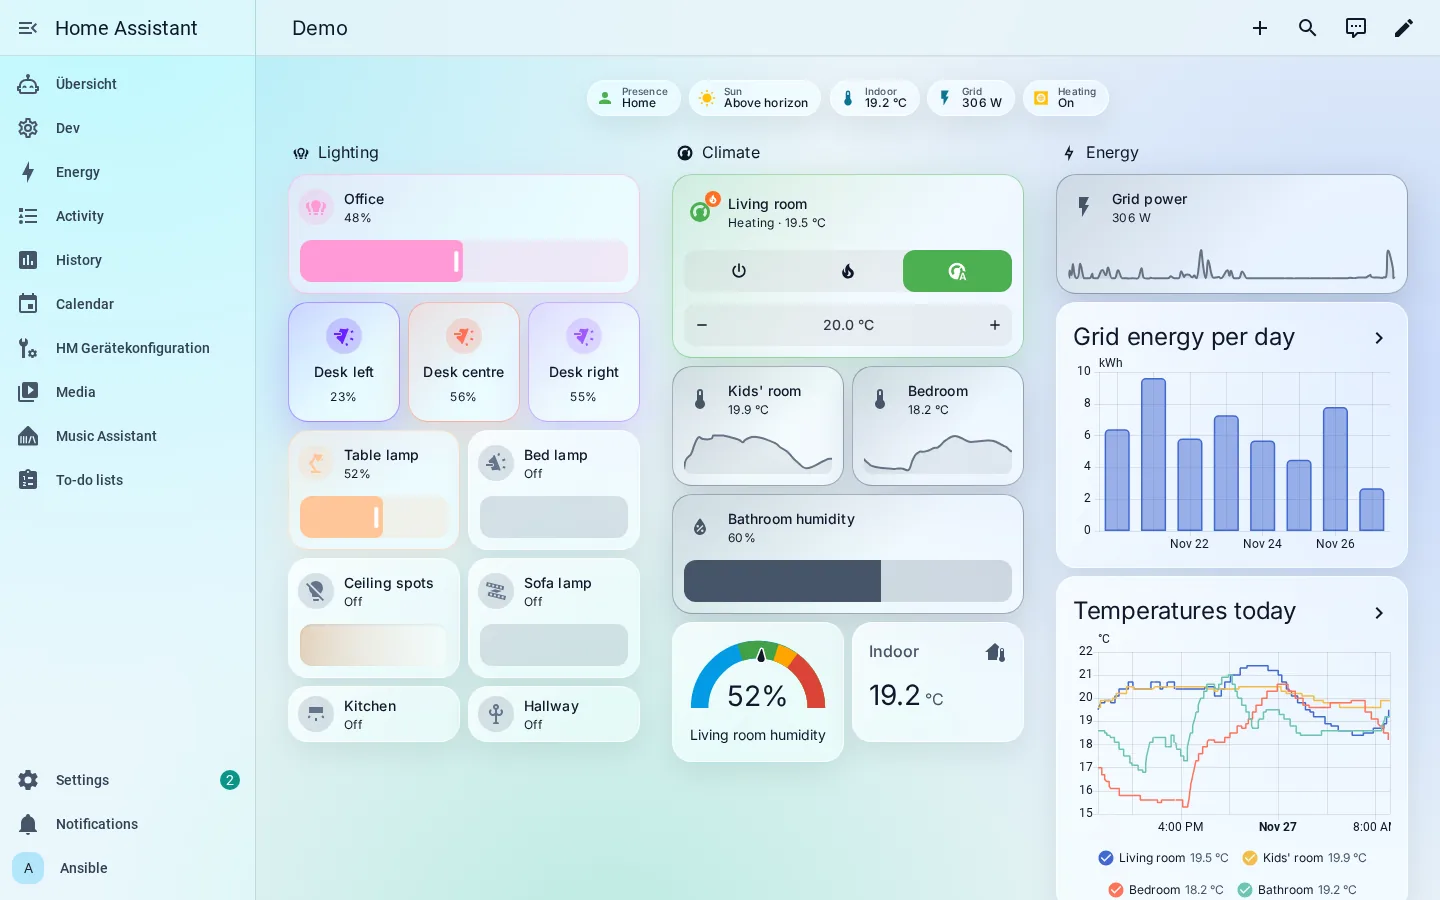 Home Assistant
Demo
Übersicht
Dev
Energy
Activity
History
Calendar
HM Gerätekonfiguration
Media
Music Assistant
To-do lists
Settings
2
Notifications
A
Ansible
Presence
Home
Sun
Above horizon
Indoor
19.2 °C
Grid
306 W
Heating
On
Lighting
Office
48%
Desk left
23%
Desk centre
56%
Desk right
55%
Table lamp
52%
Bed lamp
Off
Ceiling spots
Off
Sofa lamp
Off
Kitchen
Off
Hallway
Off
Climate
Living room
Heating · 19.5 °C
20.0 °C
Kids' room
19.9 °C
Bedroom
18.2 °C
Bathroom humidity
60%
52%
Living room humidity
Indoor
19.2 °C
Energy
Grid power
306 W
Grid energy per day
kWh
10
8
6
4
2
0
Nov 22 Nov 24 Nov 26
Temperatures today
°C
22
21
20
19
18
17
16
15
4:00 PM Nov 27 8:00 AM
Living room 19.5 °C Kids' room 19.9 °C
Bedroom 18.2 °C Bathroom 19.2 °C